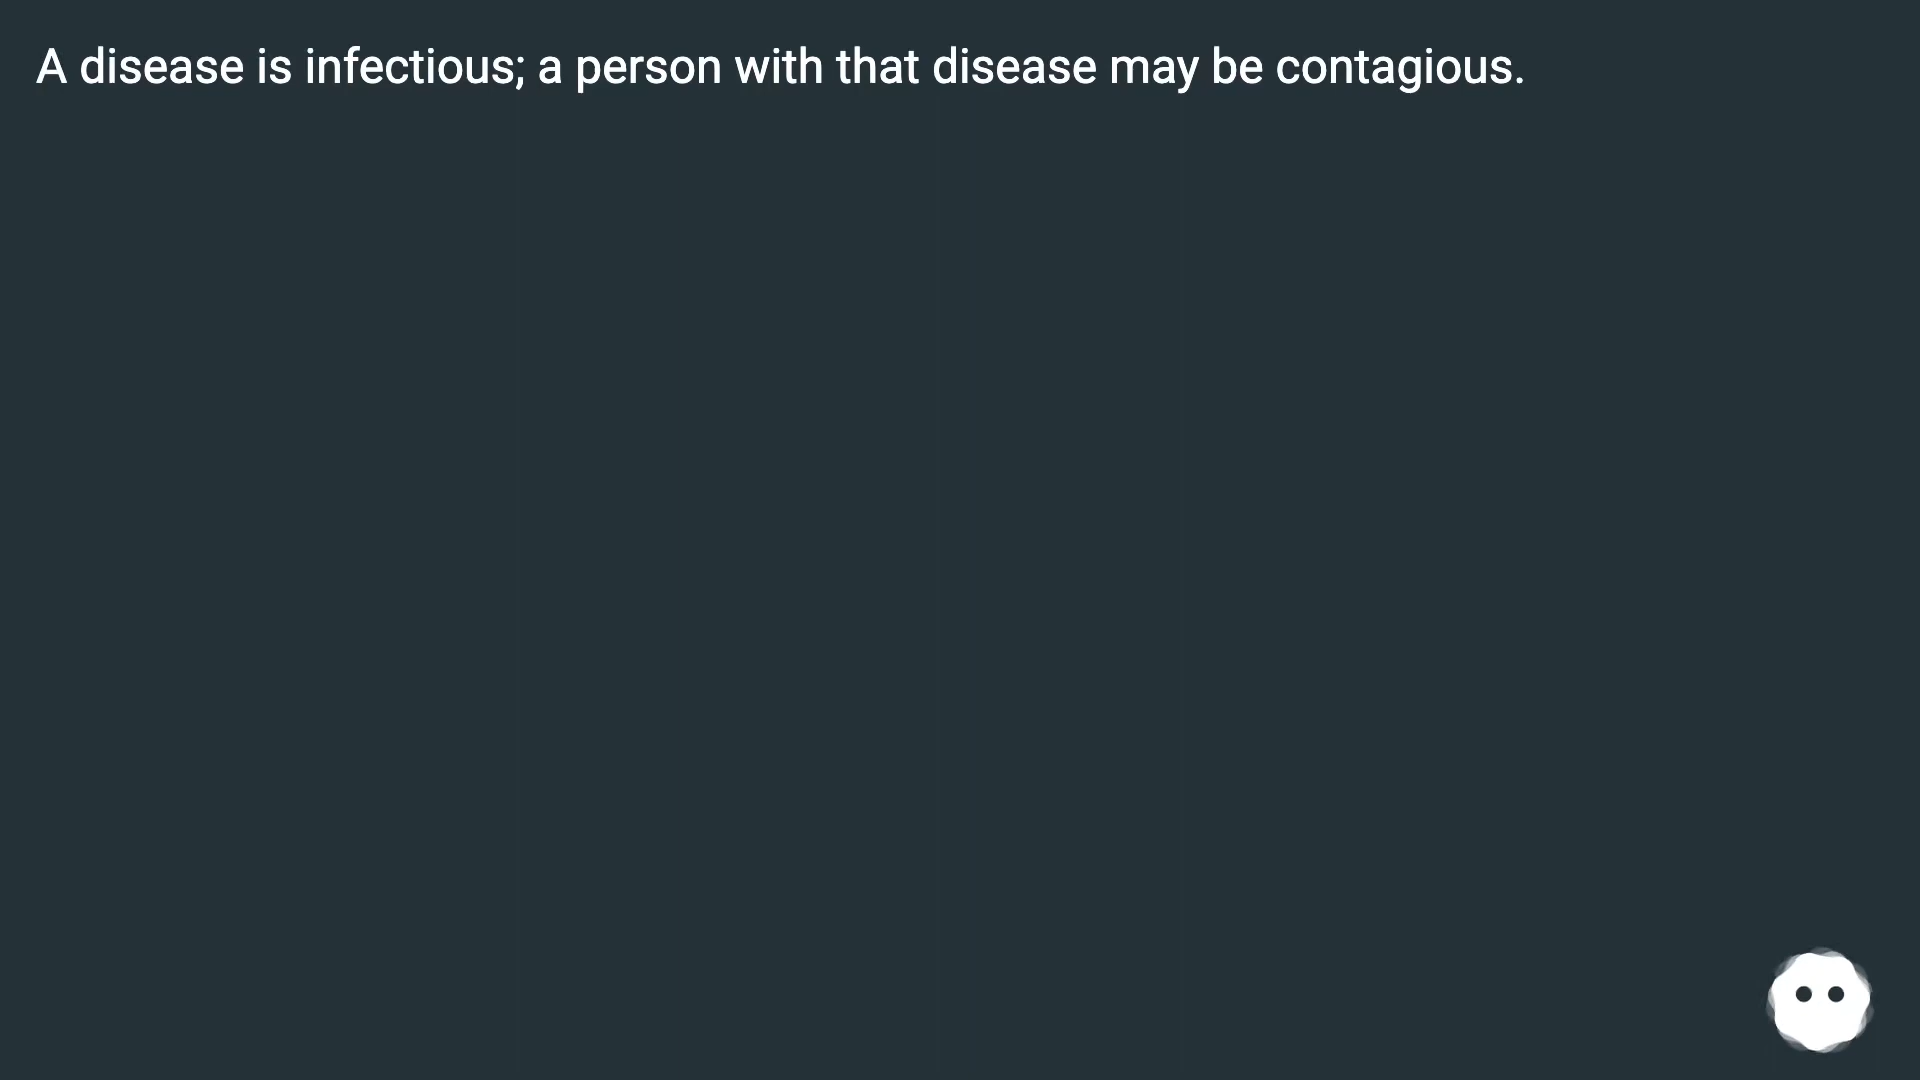 A disease is infectious; a person with that disease may be contagious.